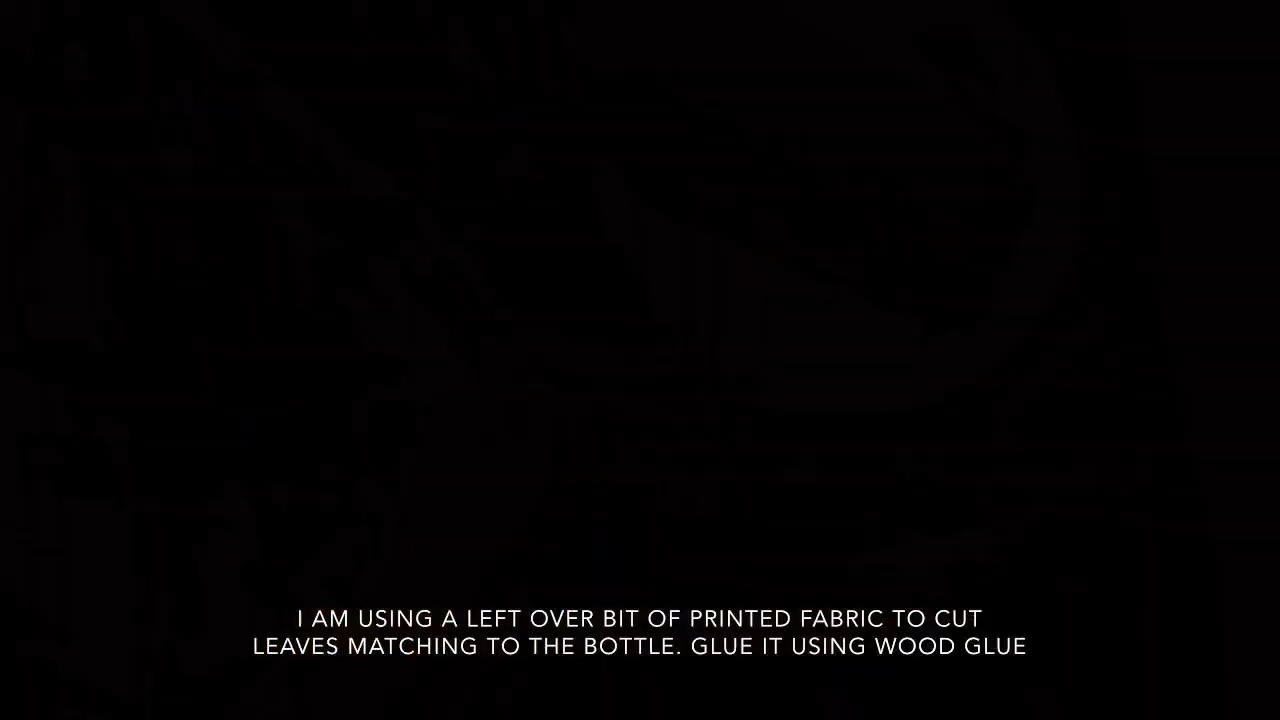 I AM USING A LEFT OVER BIT OF PRINTED FABRIC TO CUT
LEAVES MATCHING TO THE BOTTLE. GLUE IT USING WOOD GLUE